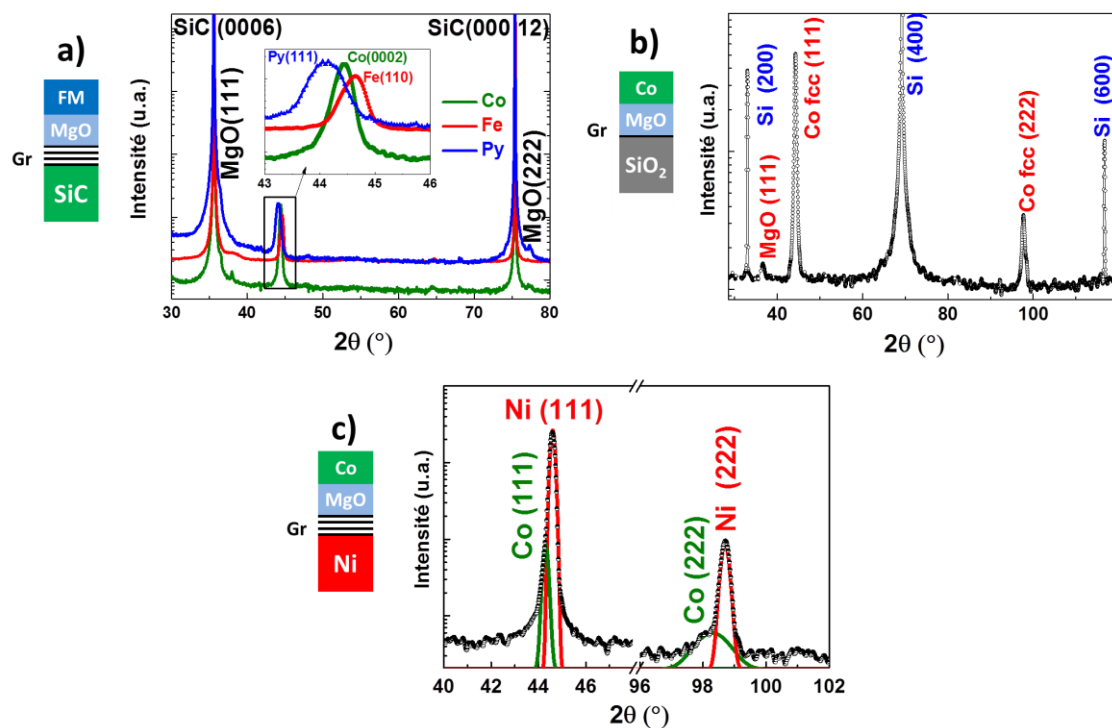 a)
FM
MgO
Gr
SiC
Intensité (u.a.)
SiC (0006)
SiC(000 12)
MgO(111)
MgO(222)
Py(111)
Co(0002)
Fe(110)
43 44 45 46
Co
Fe
Py
30 40 50 60 70 80
2θ (°)
b)
Co
MgO
Gr
SiO2
Intensité (u.a.)
Si (200)
MgO (111)
Co fcc (111)
Si (400)
Co fcc (222)
Si (600)
40 60 80 100
2θ (°)
c)
Co
MgO
Gr
Ni
Intensité (u.a.)
Co (111)
Ni (111)
Co (222)
Ni (222)
40 42 44 46 96 98 100 102
2θ (°)